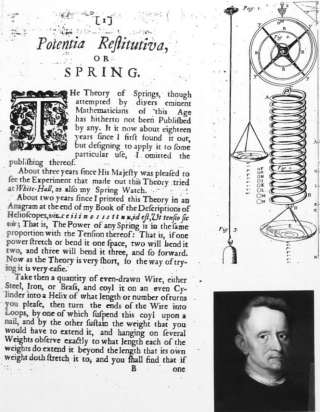 [1]
Potentia Restitutiva,
OR
SPRING.
THe Theory of Springs, though
attempted by divers eminent
Mathematicians of this Age
has hitherto not been Published
by any. It is now about eighteen
years since I first found it out,
but designing to apply it to some
particular use, I omitted the
publishing thereof.
About three years since His Majesty was pleased to
see the Experiment that made out this Theory tried
at White-Hall, as also my Spring Watch.
About two years since I printed this Theory in an
Anagram at the end of my Book of the Descriptions of
Helioscopes, viz. c e i i i n o s s s t t u u, id est, Ut tensio sic
vis; That is, The Power of any Spring is in the same
proportion with the Tension thereof: That is, if one
power stretch or bend it one space, two will bend it
two, and three will bend it three, and so forward.
Now as the Theory is very short, so the way of try-
ing it is very easie.
Take then a quantity of even-drawn Wire, either
Steel, Iron, or Brass, and coyl it on an even Cy-
linder into a Helix of what length or number of turns
you please, then turn the ends of the Wire into
Loops, by one of which suspend this coyl upon a
nail, and by the other sustain the weight that you
would have to extend it, and hanging on several
Weights observe exactly to what length each of the
weights do extend it beyond the length that its own
weight doth stretch it to, and you shall find that if
B one
Fig. 1.
Fig. 2
Fig. 3